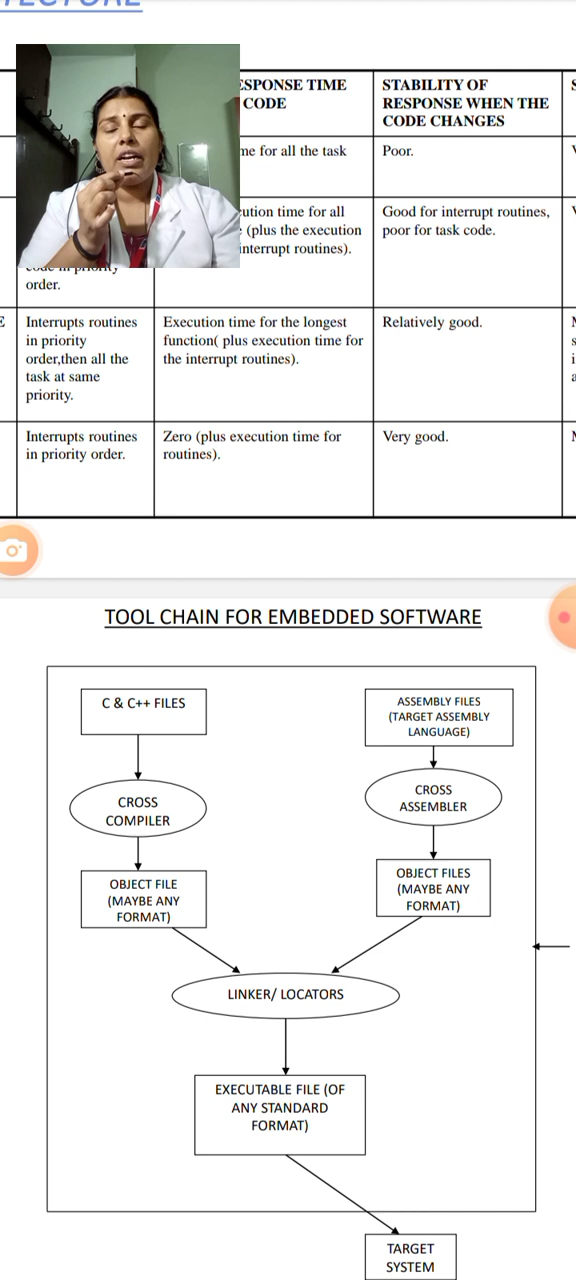 ESPONSE TIME
CODE
STABILITY OF
RESPONSE WHEN THE
CODE CHANGES
me for all the task
Poor.
cution time for all
(plus the execution
interrupt routines).
Good for interrupt routines,
poor for task code.
order.
Interrupts routines
in priority
order,then all the
task at same
priority.
Execution time for the longest
function( plus execution time for
the interrupt routines).
Relatively good.
Interrupts routines
in priority order.
Zero (plus execution time for
routines).
Very good.
TOOL CHAIN FOR EMBEDDED SOFTWARE
C & C++ FILES
ASSEMBLY FILES
(TARGET ASSEMBLY
LANGUAGE)
CROSS
COMPILER
CROSS
ASSEMBLER
OBJECT FILE
(MAYBE ANY
FORMAT)
OBJECT FILES
(MAYBE ANY
FORMAT)
LINKER/ LOCATORS
EXECUTABLE FILE (OF
ANY STANDARD
FORMAT)
TARGET
SYSTEM